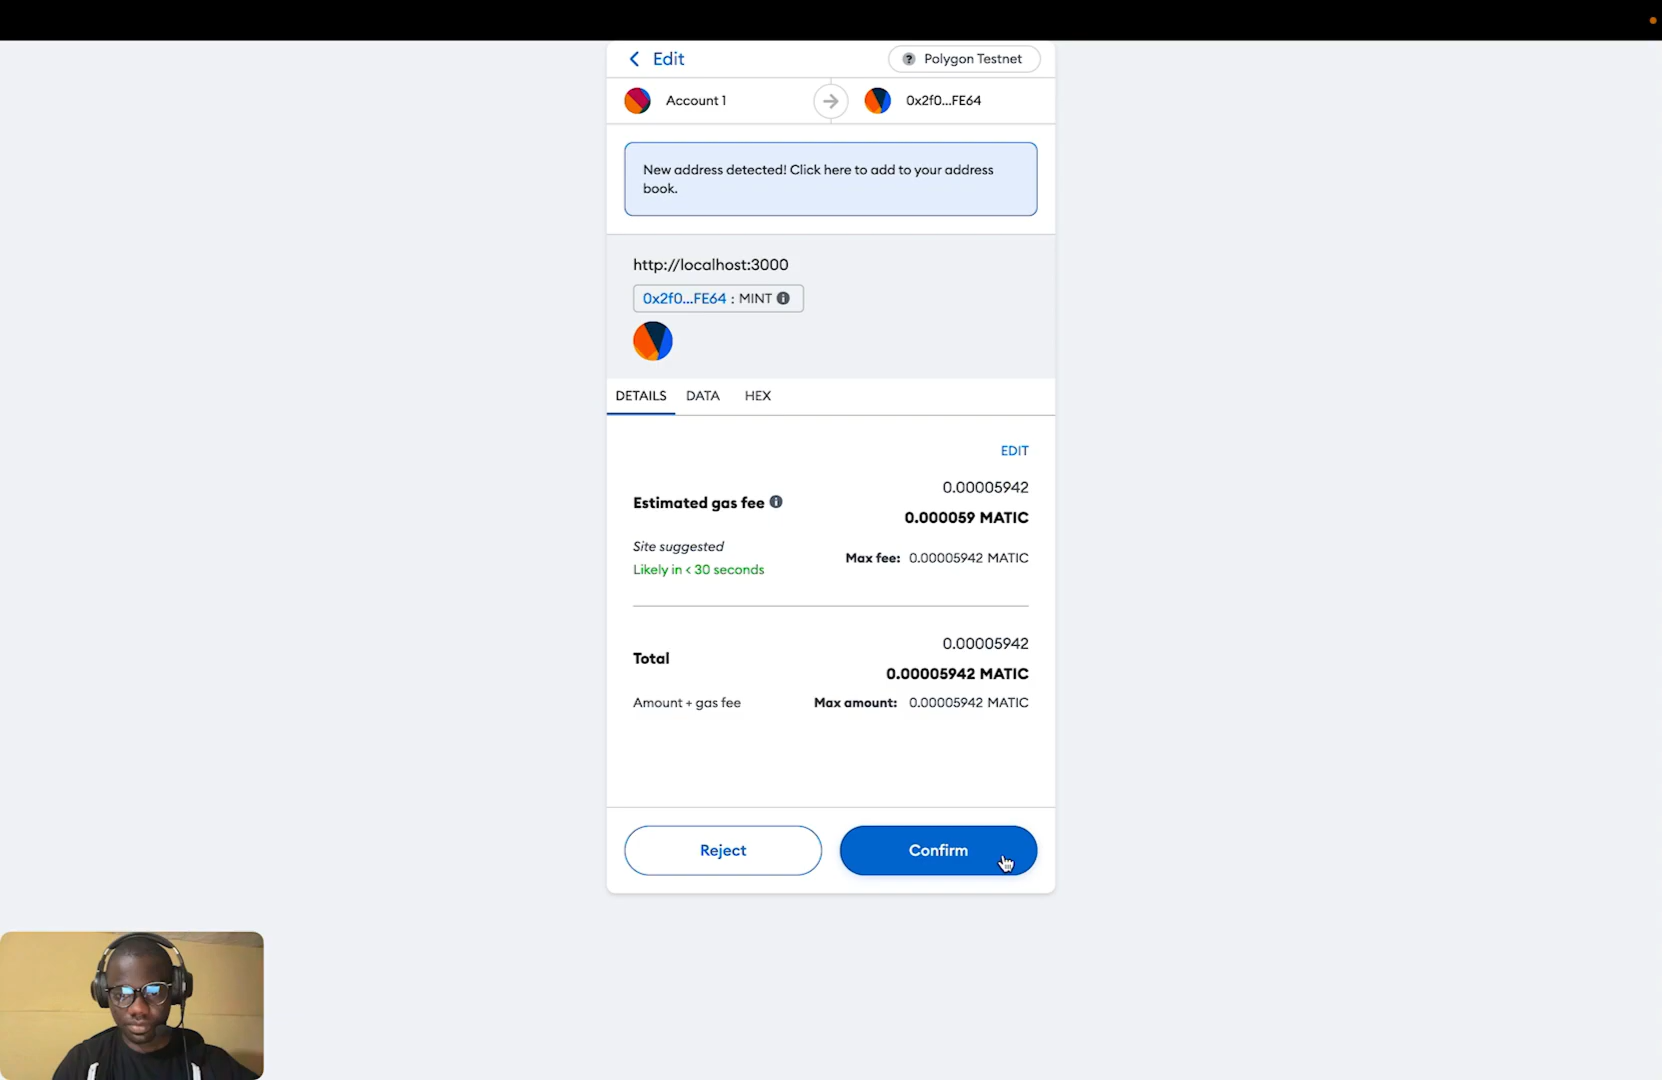 Edit
Polygon Testnet
Account 1
0x2f0...FE64
New address detected! Click here to add to your address
book.
http://localhost:3000
0x2f0...FE64 : MINT
DETAILS DATA HEX
EDIT
0.00005942
Estimated gas fee
0.000059 MATIC
Site suggested
Max fee: 0.00005942 MATIC
Likely in < 30 seconds
0.00005942
Total
0.00005942 MATIC
Amount + gas fee
Max amount: 0.00005942 MATIC
Reject
Confirm